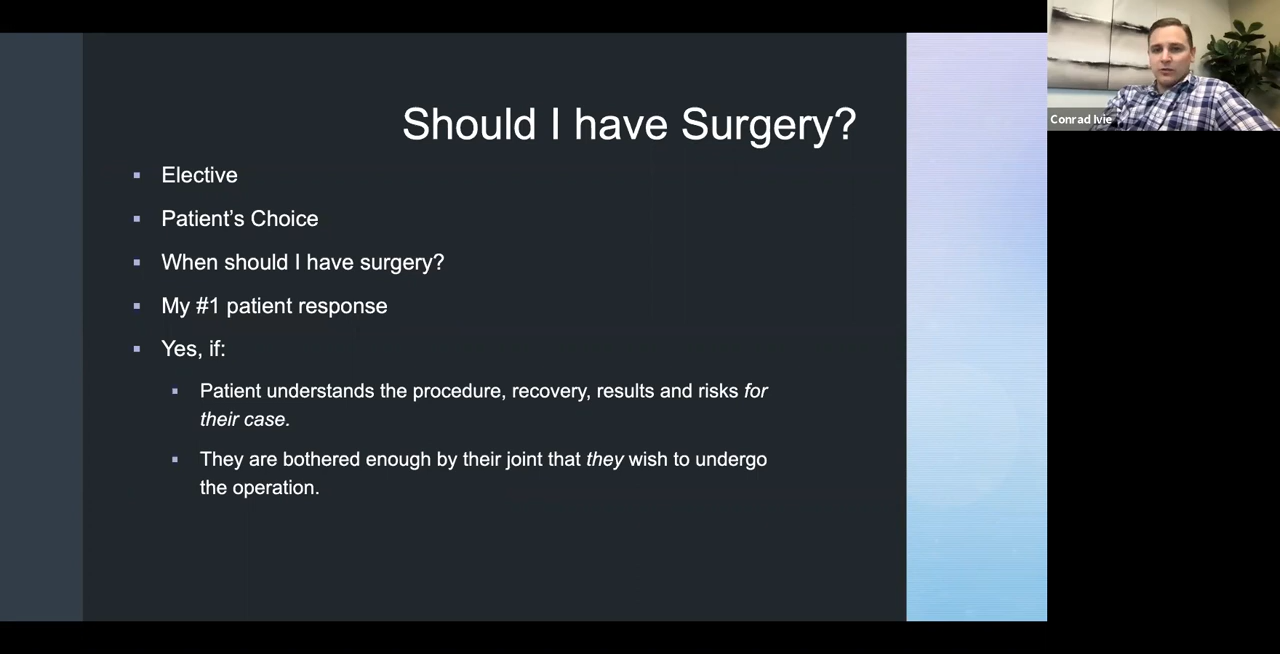 Should I have Surgery?
Elective
Patient's Choice
When should I have surgery?
My #1 patient response
Yes, if:
Patient understands the procedure, recovery, results and risks for
their case.
They are bothered enough by their joint that they wish to undergo
the operation.
Conrad Ivie